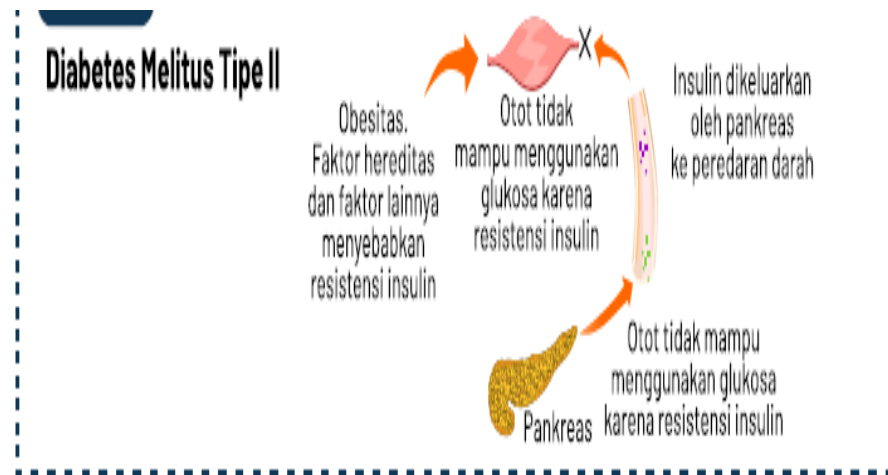 Diabetes Melitus Tipe II
Obesitas.
Faktor hereditas
dan faktor lainnya
menyebabkan
resistensi insulin
Otot tidak
mampu menggunakan
glukosa karena
resistensi insulin
X
Insulin dikeluarkan
oleh pankreas
ke peredaran darah
Otot tidak mampu
menggunakan glukosa
karena resistensi insulin
Pankreas